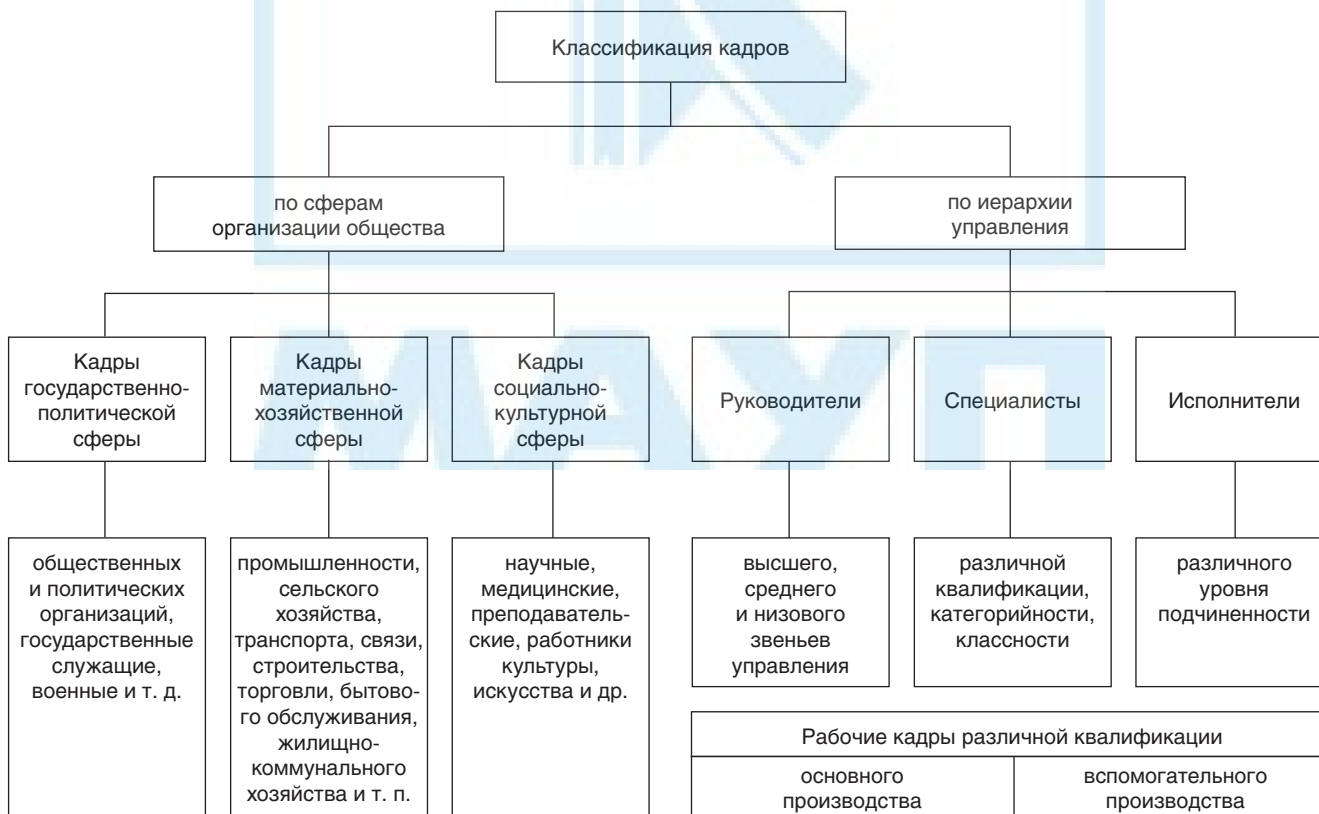 Классификация кадров
по сферам
организации общества
по иерархии
управления
Кадры
государственно-
политической
сферы
Кадры
материально-
хозяйственной
сферы
Кадры
социально-
культурной
сферы
Руководители
Специалисты
Исполнители
общественных
и политических
организаций,
государственные
служащие,
военные и т. д.
промышленности,
сельского
хозяйства,
транспорта, связи,
строительства,
торговли, бытово-
го обслуживания,
жилищно-
коммунального
хозяйства и т. п.
научные,
медицинские,
преподаватель-
ские, работники
культуры,
искусства и др.
высшего,
среднего
и низового
звеньев
управления
различной
квалификации,
категорийности,
классности
различного
уровня
подчиненности
Рабочие кадры различной квалификации
основного
производства
вспомогательного
производства
МАУП